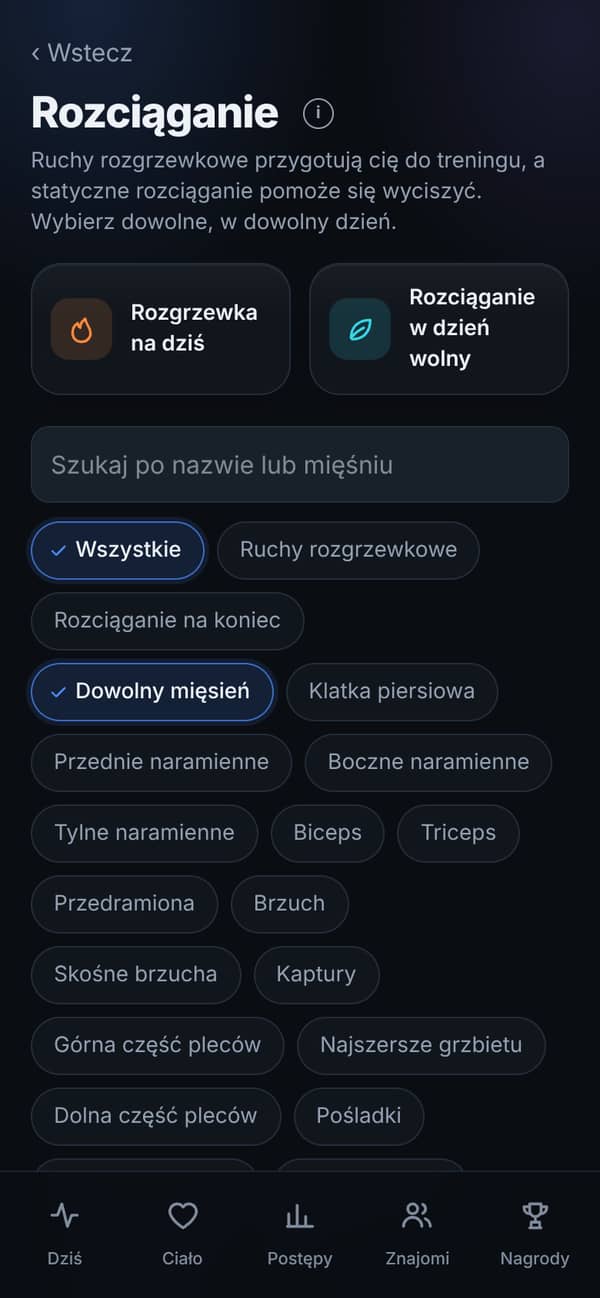 ‹ Wstecz
Rozciąganie
Ruchy rozgrzewkowe przygotują cię do treningu, a
statyczne rozciąganie pomoże się wyciszyć.
Wybierz dowolne, w dowolny dzień.
Rozgrzewka
na dziś
Rozciąganie
w dzień
wolny
Szukaj po nazwie lub mięśniu
Wszystkie
Ruchy rozgrzewkowe
Rozciąganie na koniec
Dowolny mięsień
Klatka piersiowa
Przednie naramienne
Boczne naramienne
Tylne naramienne
Biceps
Triceps
Przedramiona
Brzuch
Skośne brzucha
Kaptury
Górna część pleców
Najszersze grzbietu
Dolna część pleców
Pośladki
Dziś
Ciało
Postępy
Znajomi
Nagrody